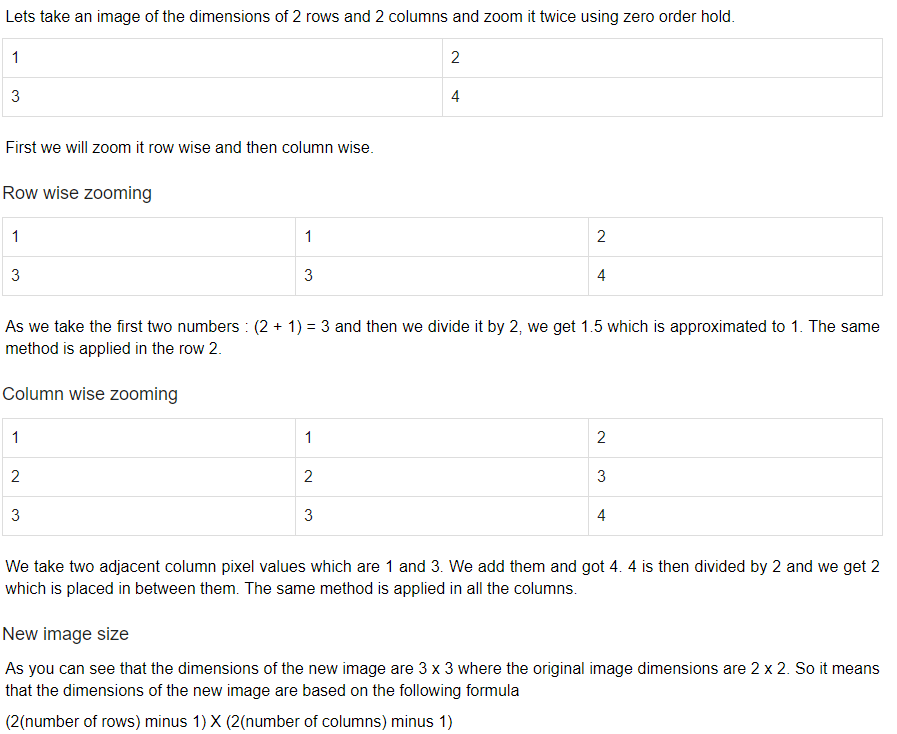 Lets take an image of the dimensions of 2 rows and 2 columns and zoom it twice using zero order hold.
1 2
3 4
First we will zoom it row wise and then column wise.
Row wise zooming
1 1 2
3 3 4
As we take the first two numbers : (2 + 1) = 3 and then we divide it by 2, we get 1.5 which is approximated to 1. The same
method is applied in the row 2.
Column wise zooming
1 1 2
2 2 3
3 3 4
We take two adjacent column pixel values which are 1 and 3. We add them and got 4. 4 is then divided by 2 and we get 2
which is placed in between them. The same method is applied in all the columns.
New image size
As you can see that the dimensions of the new image are 3 x 3 where the original image dimensions are 2 x 2. So it means
that the dimensions of the new image are based on the following formula
(2(number of rows) minus 1) X (2(number of columns) minus 1)